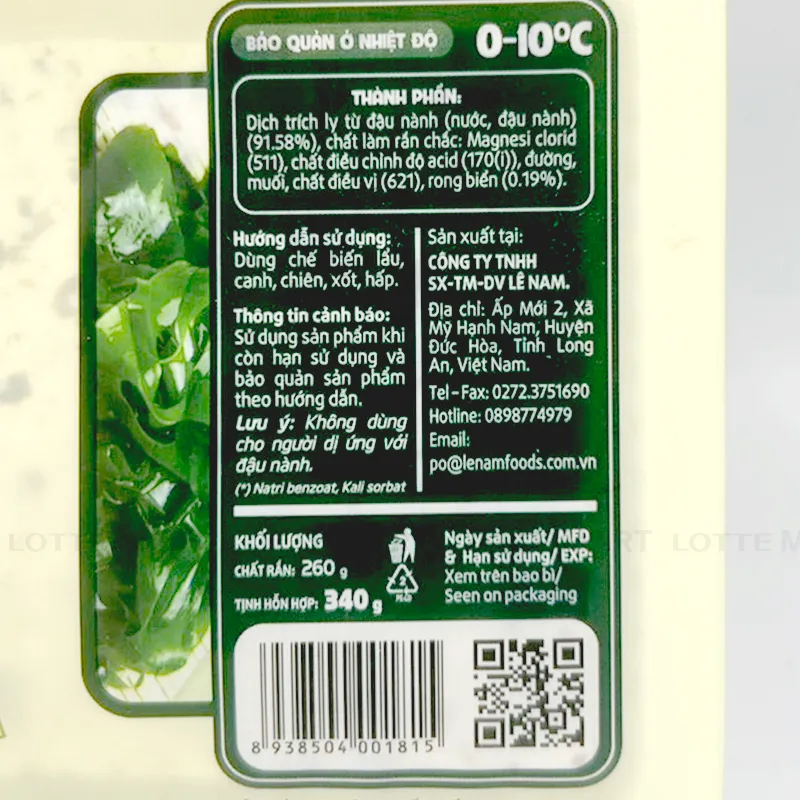 BẢO QUẢN Ở NHIỆT ĐỘ 0-10°C
THÀNH PHẦN:
Dịch trích ly từ đậu nành (nước, đậu nành)
(91.58%), chất làm rắn chắc: Magnesi clorid
(511), chất điều chỉnh độ acid (170(i)), đường,
muối, chất điều vị (621), rong biển (0.19%).
Hướng dẫn sử dụng:
Dùng chế biến lẩu,
canh, chiên, xốt, hấp.
Thông tin cảnh báo:
Sử dụng sản phẩm khi
còn hạn sử dụng và
bảo quản sản phẩm
theo hướng dẫn.
Lưu ý: Không dùng
cho người dị ứng với
đậu nành.
(*) Natri benzoat, Kali sorbat
Sản xuất tại:
CÔNG TY TNHH
SX-TM-DV LÊ NAM.
Địa chỉ: Ấp Mới 2, Xã
Mỹ Hạnh Nam, Huyện
Đức Hòa, Tỉnh Long
An, Việt Nam.
Tel - Fax: 0272.3751690
Hotline: 0898774979
Email:
po@lenamfoods.com.vn
KHỐI LƯỢNG
CHẤT RẮN: 260 g
TỊNH HỖN HỢP: 340 g
2
Ngày sản xuất/ MFD
& Hạn sử dụng/ EXP:
Xem trên bao bì/
Seen on packaging
8 938504 001815
LOTTE
LOTTE M